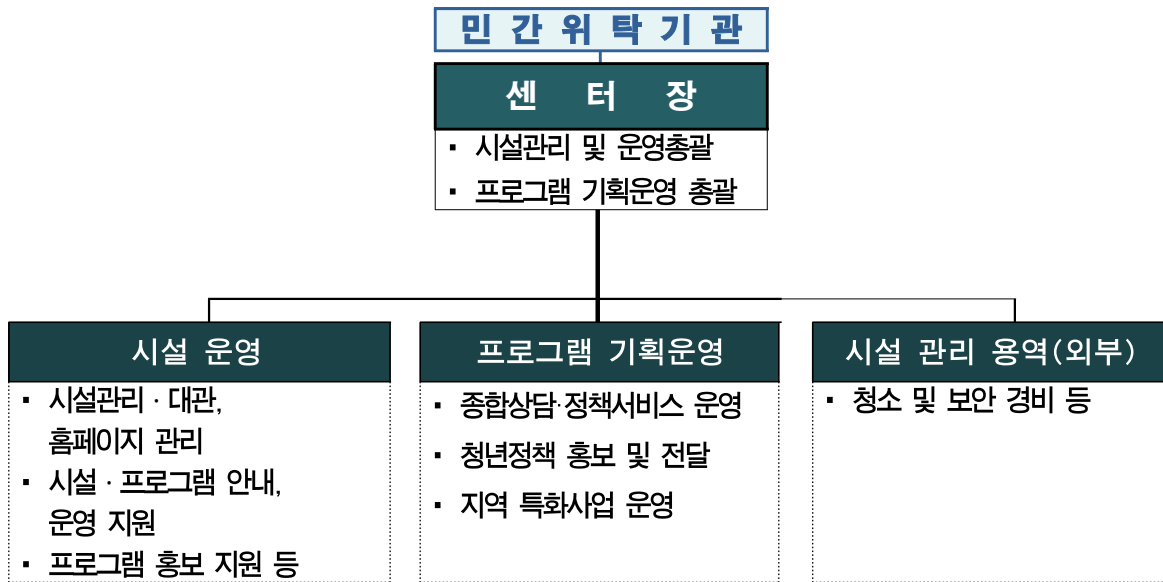 민 간 위 탁 기 관
센 터 장
▪ 시설관리 및 운영총괄
▪ 프로그램 기획운영 총괄
시설 운영
▪ 시설관리 · 대관,
홈페이지 관리
▪ 시설 · 프로그램 안내,
운영 지원
▪ 프로그램 홍보 지원 등
프로그램 기획운영
▪ 종합상담·정책서비스 운영
▪ 청년정책 홍보 및 전달
▪ 지역 특화사업 운영
시설 관리 용역(외부)
▪ 청소 및 보안 경비 등